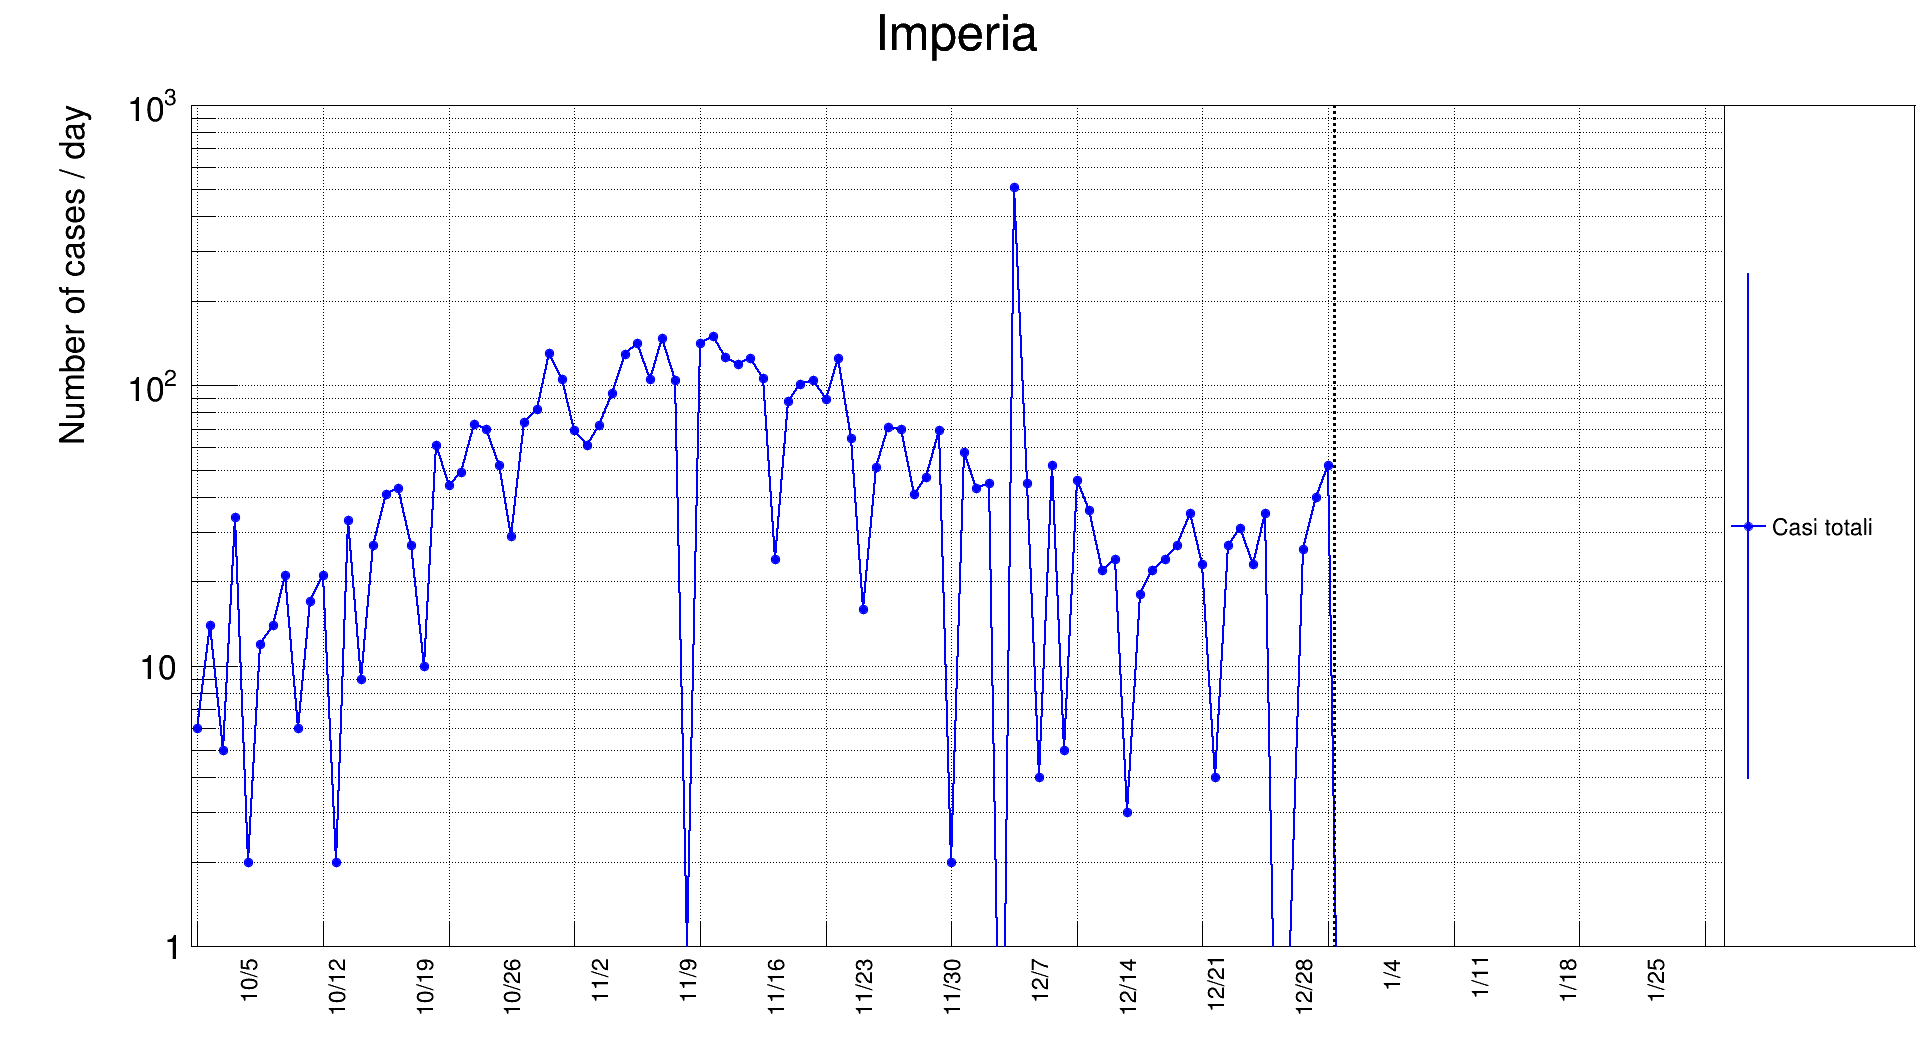 Imperia
Number of cases / day
10³
10²
10
1
10/5 10/12 10/19 10/26 11/2 11/9 11/16 11/23 11/30 12/7 12/14 12/21 12/28 1/4 1/11 1/18 1/25
Casi totali